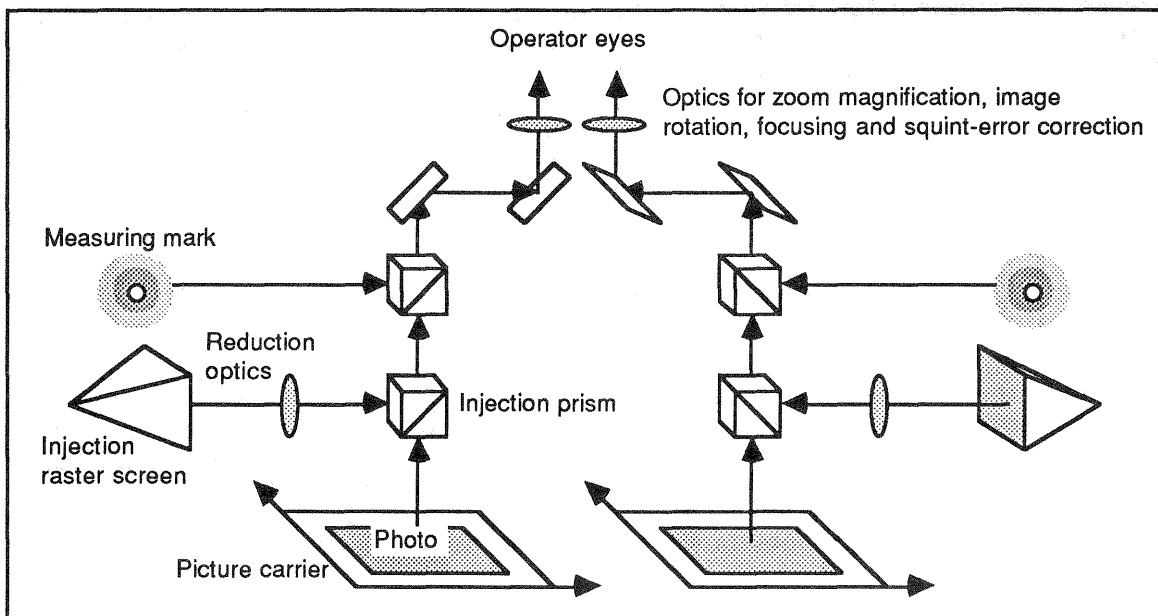 Operator eyes
Optics for zoom magnification, image
rotation, focusing and squint-error correction
Measuring mark
Reduction
optics
Injection prism
Injection
raster screen
Photo
Picture carrier